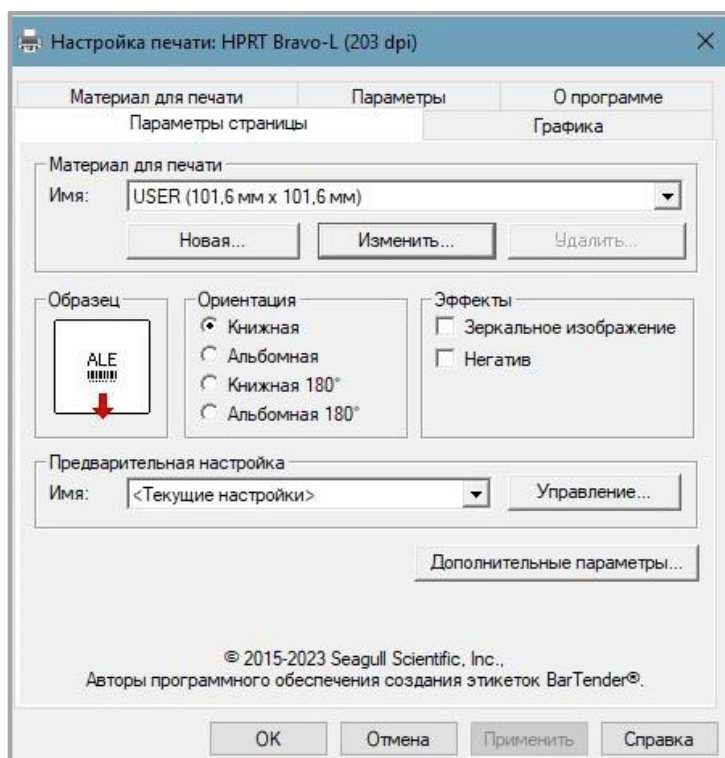 Настройка печати: HPRT Bravo-L (203 dpi)
Материал для печати Параметры О программе
Параметры страницы Графика
Материал для печати
Имя: USER (101,6 мм x 101,6 мм)
Новая... Изменить... Удалить...
Образец
ALE
Ориентация
Книжная
Альбомная
Книжная 180°
Альбомная 180°
Эффекты
Зеркальное изображение
Негатив
Предварительная настройка
Имя: <Текущие настройки> Управление...
Дополнительные параметры...
© 2015-2023 Seagull Scientific, Inc.,
Авторы программного обеспечения создания этикеток BarTender®.
OK Отмена Применить Справка